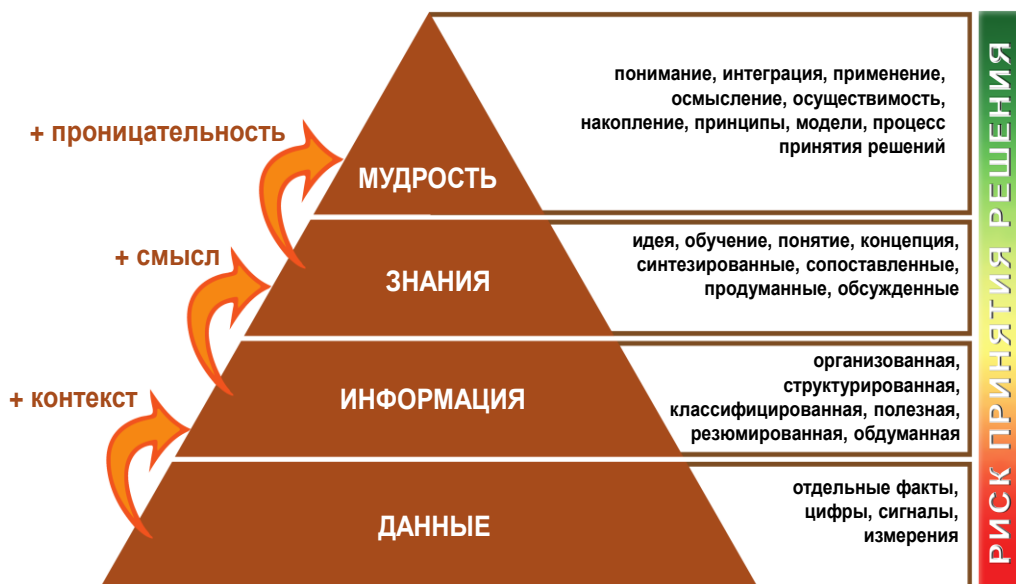 понимание, интеграция, применение,
осмысление, осуществимость,
накопление, принципы, модели, процесс
принятия решений
+ проницательность
МУДРОСТЬ
идея, обучение, понятие, концепция,
синтезированные, сопоставленные,
продуманные, обсужденные
+ смысл
ЗНАНИЯ
организованная,
структурированная,
классифицированная, полезная,
резюмированная, обдуманная
+ контекст
ИНФОРМАЦИЯ
отдельные факты,
цифры, сигналы,
измерения
ДАННЫЕ
РИСК ПРИНЯТИЯ РЕШЕНИЯ